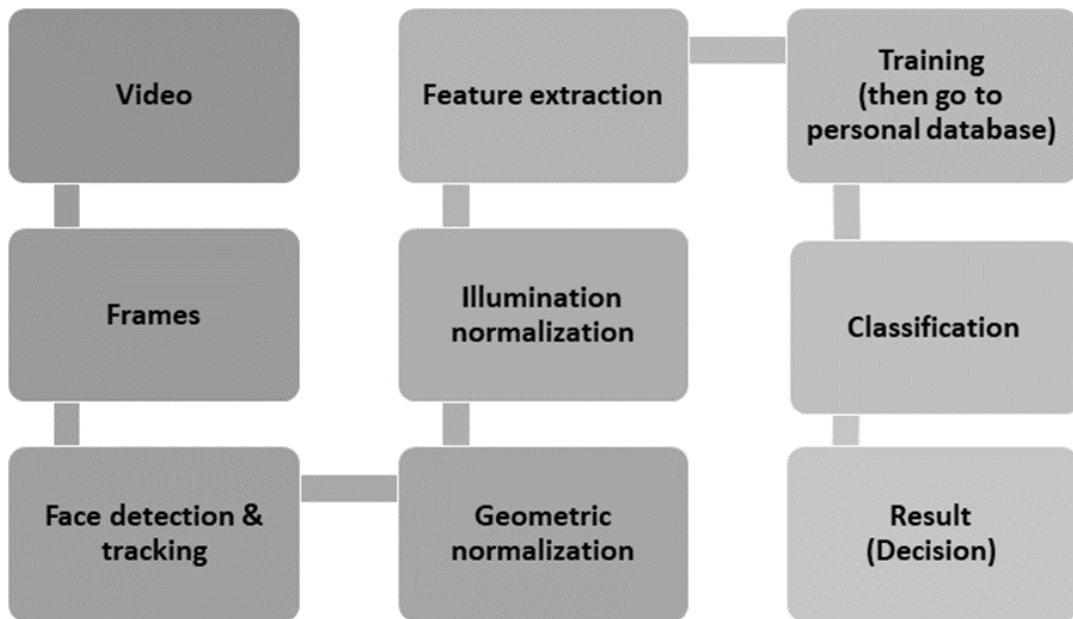 Video
Frames
Face detection &
tracking
Geometric
normalization
Illumination
normalization
Feature extraction
Training
(then go to
personal database)
Classification
Result
(Decision)